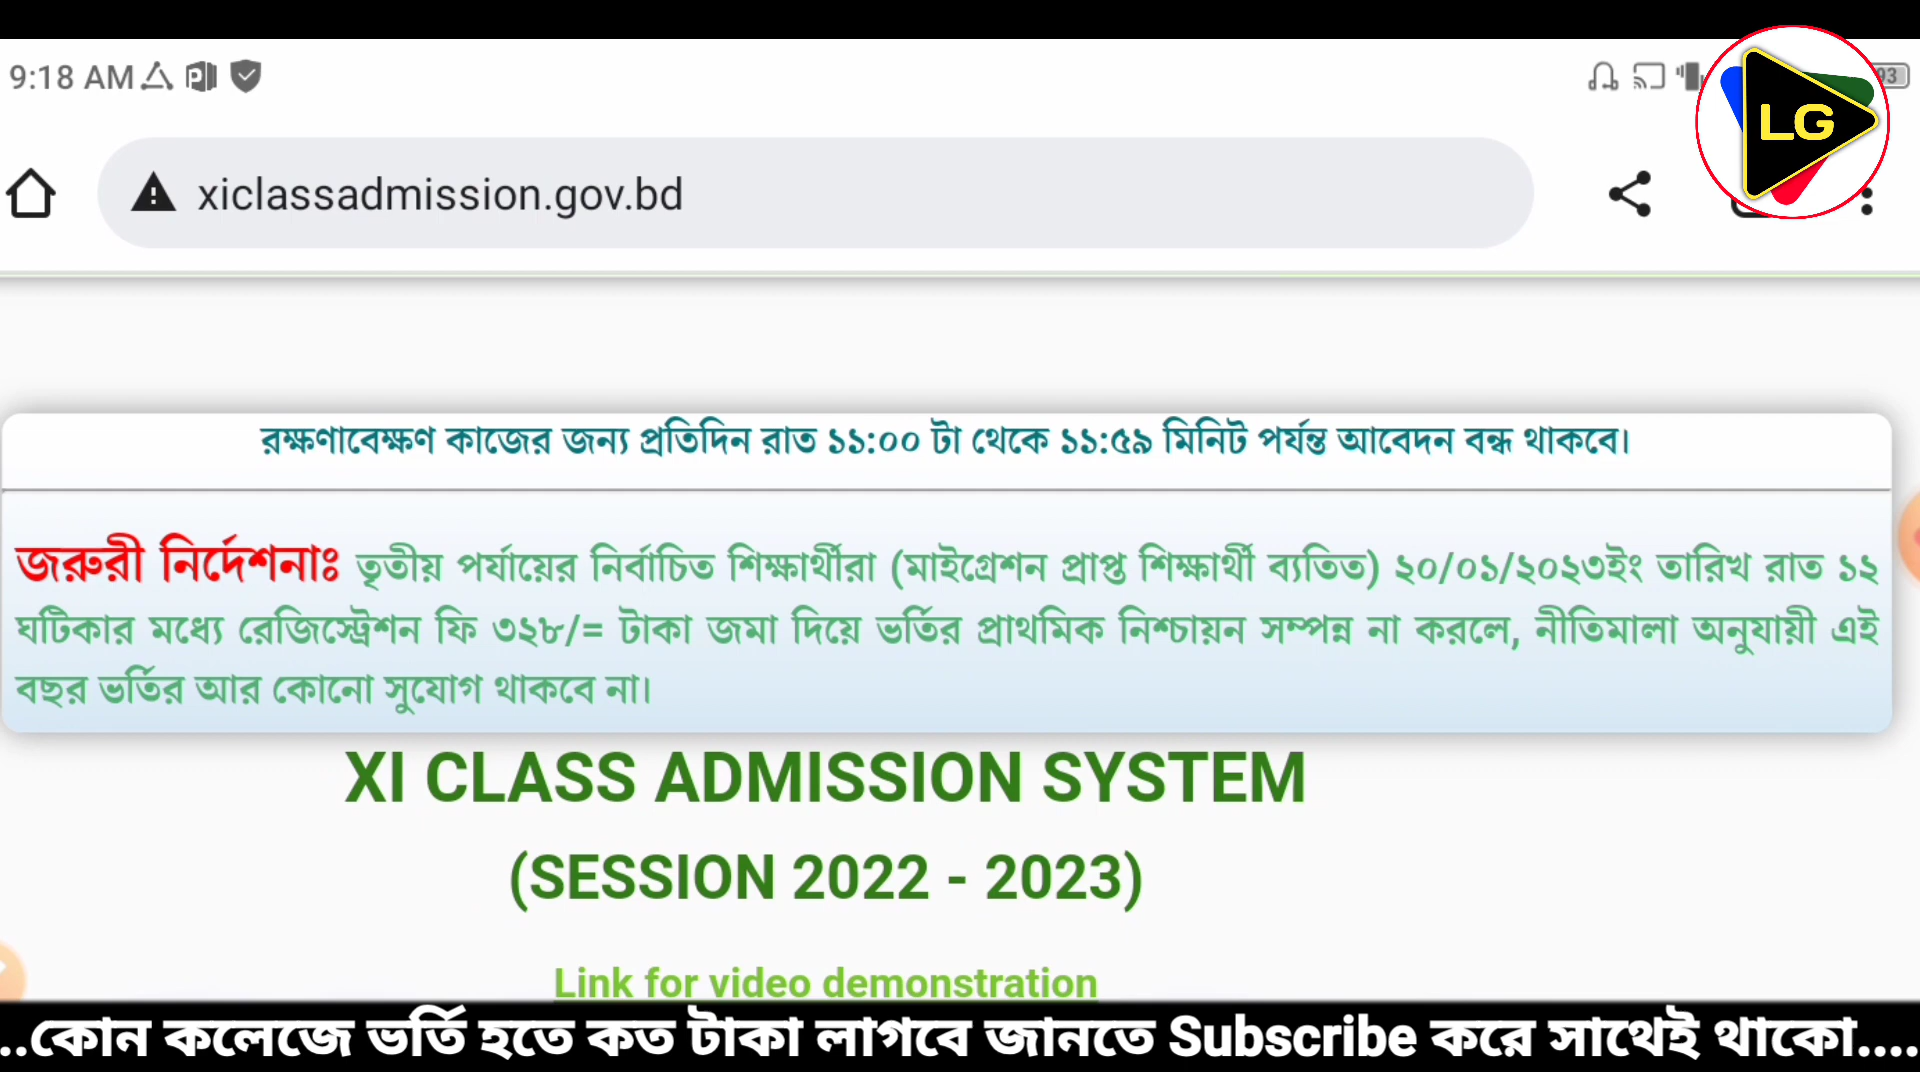 9:18 AM
93
LG
xiclassadmission.gov.bd
রক্ষণাবেক্ষণ কাজের জন্য প্রতিদিন রাত ১১:০০ টা থেকে ১১:৫৯ মিনিট পর্যন্ত আবেদন বন্ধ থাকবে।
জরুরী নির্দেশনাঃ তৃতীয় পর্যায়ের নির্বাচিত শিক্ষার্থীরা (মাইগ্রেশন প্রাপ্ত শিক্ষার্থী ব্যতিত) ২০/০১/২০২৩ইং তারিখ রাত ১২
ঘটিকার মধ্যে রেজিস্ট্রেশন ফি ৩২৮/= টাকা জমা দিয়ে ভর্তির প্রাথমিক নিশ্চায়ন সম্পন্ন না করলে, নীতিমালা অনুযায়ী এই
বছর ভর্তির আর কোনো সুযোগ থাকবে না।
XI CLASS ADMISSION SYSTEM
(SESSION 2022 - 2023)
Link for video demonstration
..কোন কলেজে ভর্তি হতে কত টাকা লাগবে জানতে Subscribe করে সাথেই থাকো....